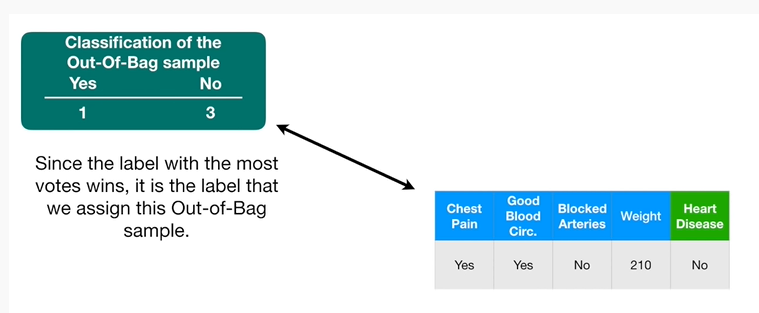 Classification of the
Out-Of-Bag sample
Yes No
1 3
Since the label with the most
votes wins, it is the label that
we assign this Out-of-Bag
sample.
Chest Pain Good Blood Circ. Blocked Arteries Weight Heart Disease
Yes Yes No 210 No